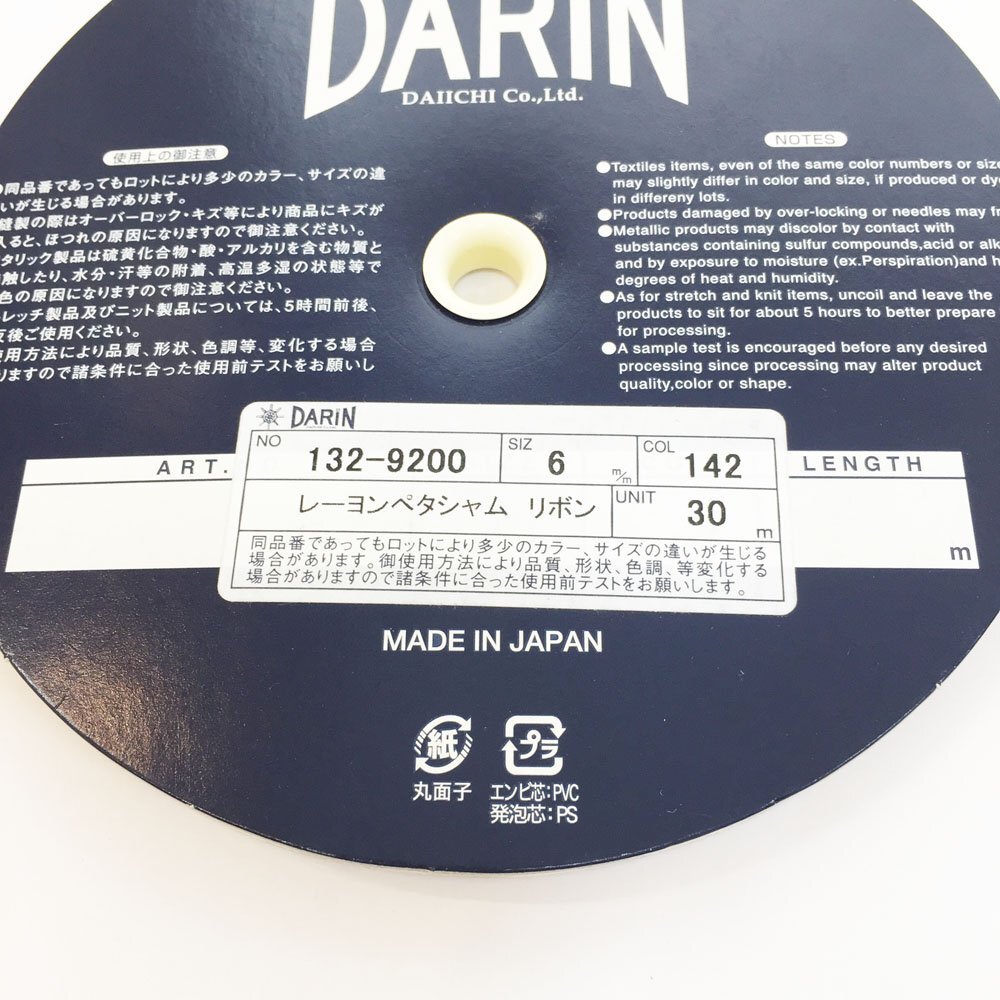 DARIN
DAIICHI Co.,Ltd.
使用上の御注意
同品番であってもロットにより多少のカラー、サイズの違
いが生じる場合があります。
縫製の際はオーバーロック・キズ等により商品にキズが
入ると、ほつれの原因になりますので御注意ください。
タリック製品は硫黄化合物・酸・アルカリを含む物質と
触したり、水分・汗等の附着、高温多湿の状態等で
色の原因になりますので御注意ください。
レッチ製品及びニット製品については、5時間前後、
後ご使用ください。
用方法により品質、形状、色調等、変化する場合
りますので諸条件に合った使用前テストをお願いし
NOTES
●Textiles items, even of the same color numbers or size
may slightly differ in color and size, if produced or dye
in differeny lots.
●Products damaged by over-locking or needles may fr
●Metallic products may discolor by contact with
substances containing sulfur compounds,acid or alk
and by exposure to moisture (ex.Perspiration)and h
degrees of heat and humidity.
●As for stretch and knit items, uncoil and leave the
products to sit for about 5 hours to better prepare
for processing.
●A sample test is encouraged before any desired
processing since processing may alter product
quality,color or shape.
ART.
DARIN
NO 132-9200 SIZ 6 m/m COL 142
レーヨンペタシャム リボン UNIT 30 m
同品番であってもロットにより多少のカラー、サイズの違いが生じる
場合があります。御使用方法により品質、形状、色調、等変化する
場合がありますので諸条件に合った使用前テストをお願いします。
LENGTH
m
MADE IN JAPAN
紙 プラ
丸面子 エンビ芯:PVC
発泡芯:PS